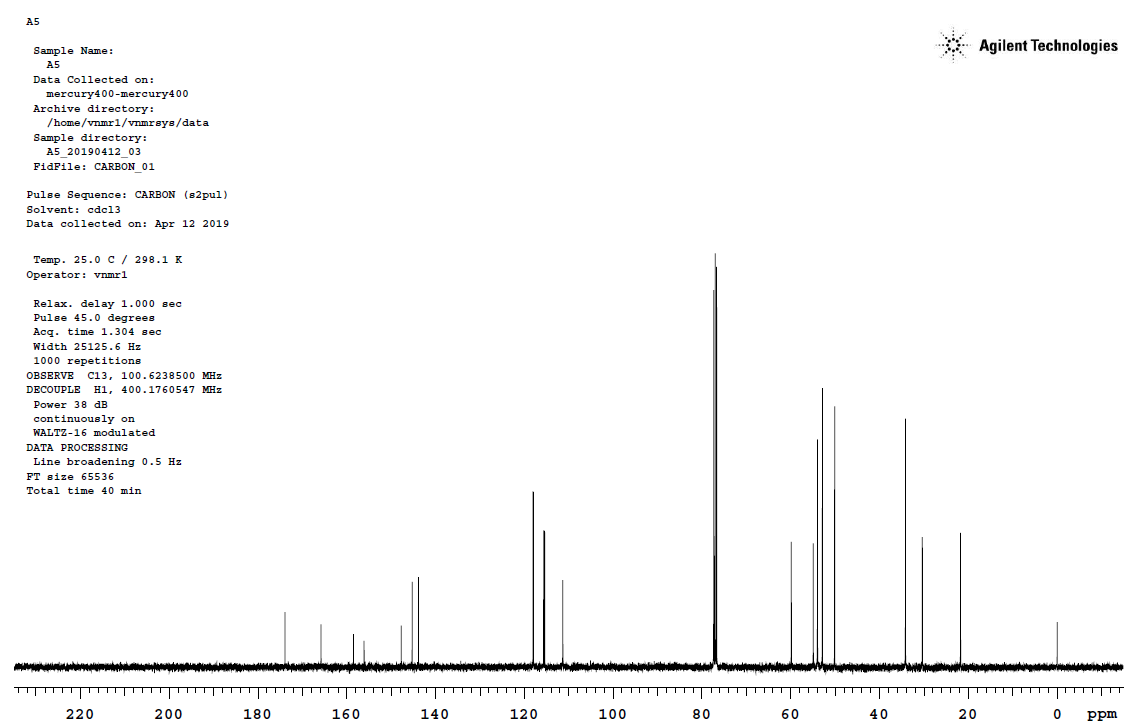 A5
Agilent Technologies
Sample Name:
A5
Data Collected on:
mercury400-mercury400
Archive directory:
/home/vnmr1/vnmrsys/data
Sample directory:
A5_20190412_03
FidFile: CARBON_01
Pulse Sequence: CARBON (s2pul)
Solvent: cdcl3
Data collected on: Apr 12 2019
Temp. 25.0 C / 298.1 K
Operator: vnmr1
Relax. delay 1.000 sec
Pulse 45.0 degrees
Acq. time 1.304 sec
Width 25125.6 Hz
1000 repetitions
OBSERVE C13, 100.6238500 MHz
DECOUPLE H1, 400.1760547 MHz
Power 38 dB
continuously on
WALTZ-16 modulated
DATA PROCESSING
Line broadening 0.5 Hz
FT size 65536
Total time 40 min
220 200 180 160 140 120 100 80 60 40 20 0 ppm